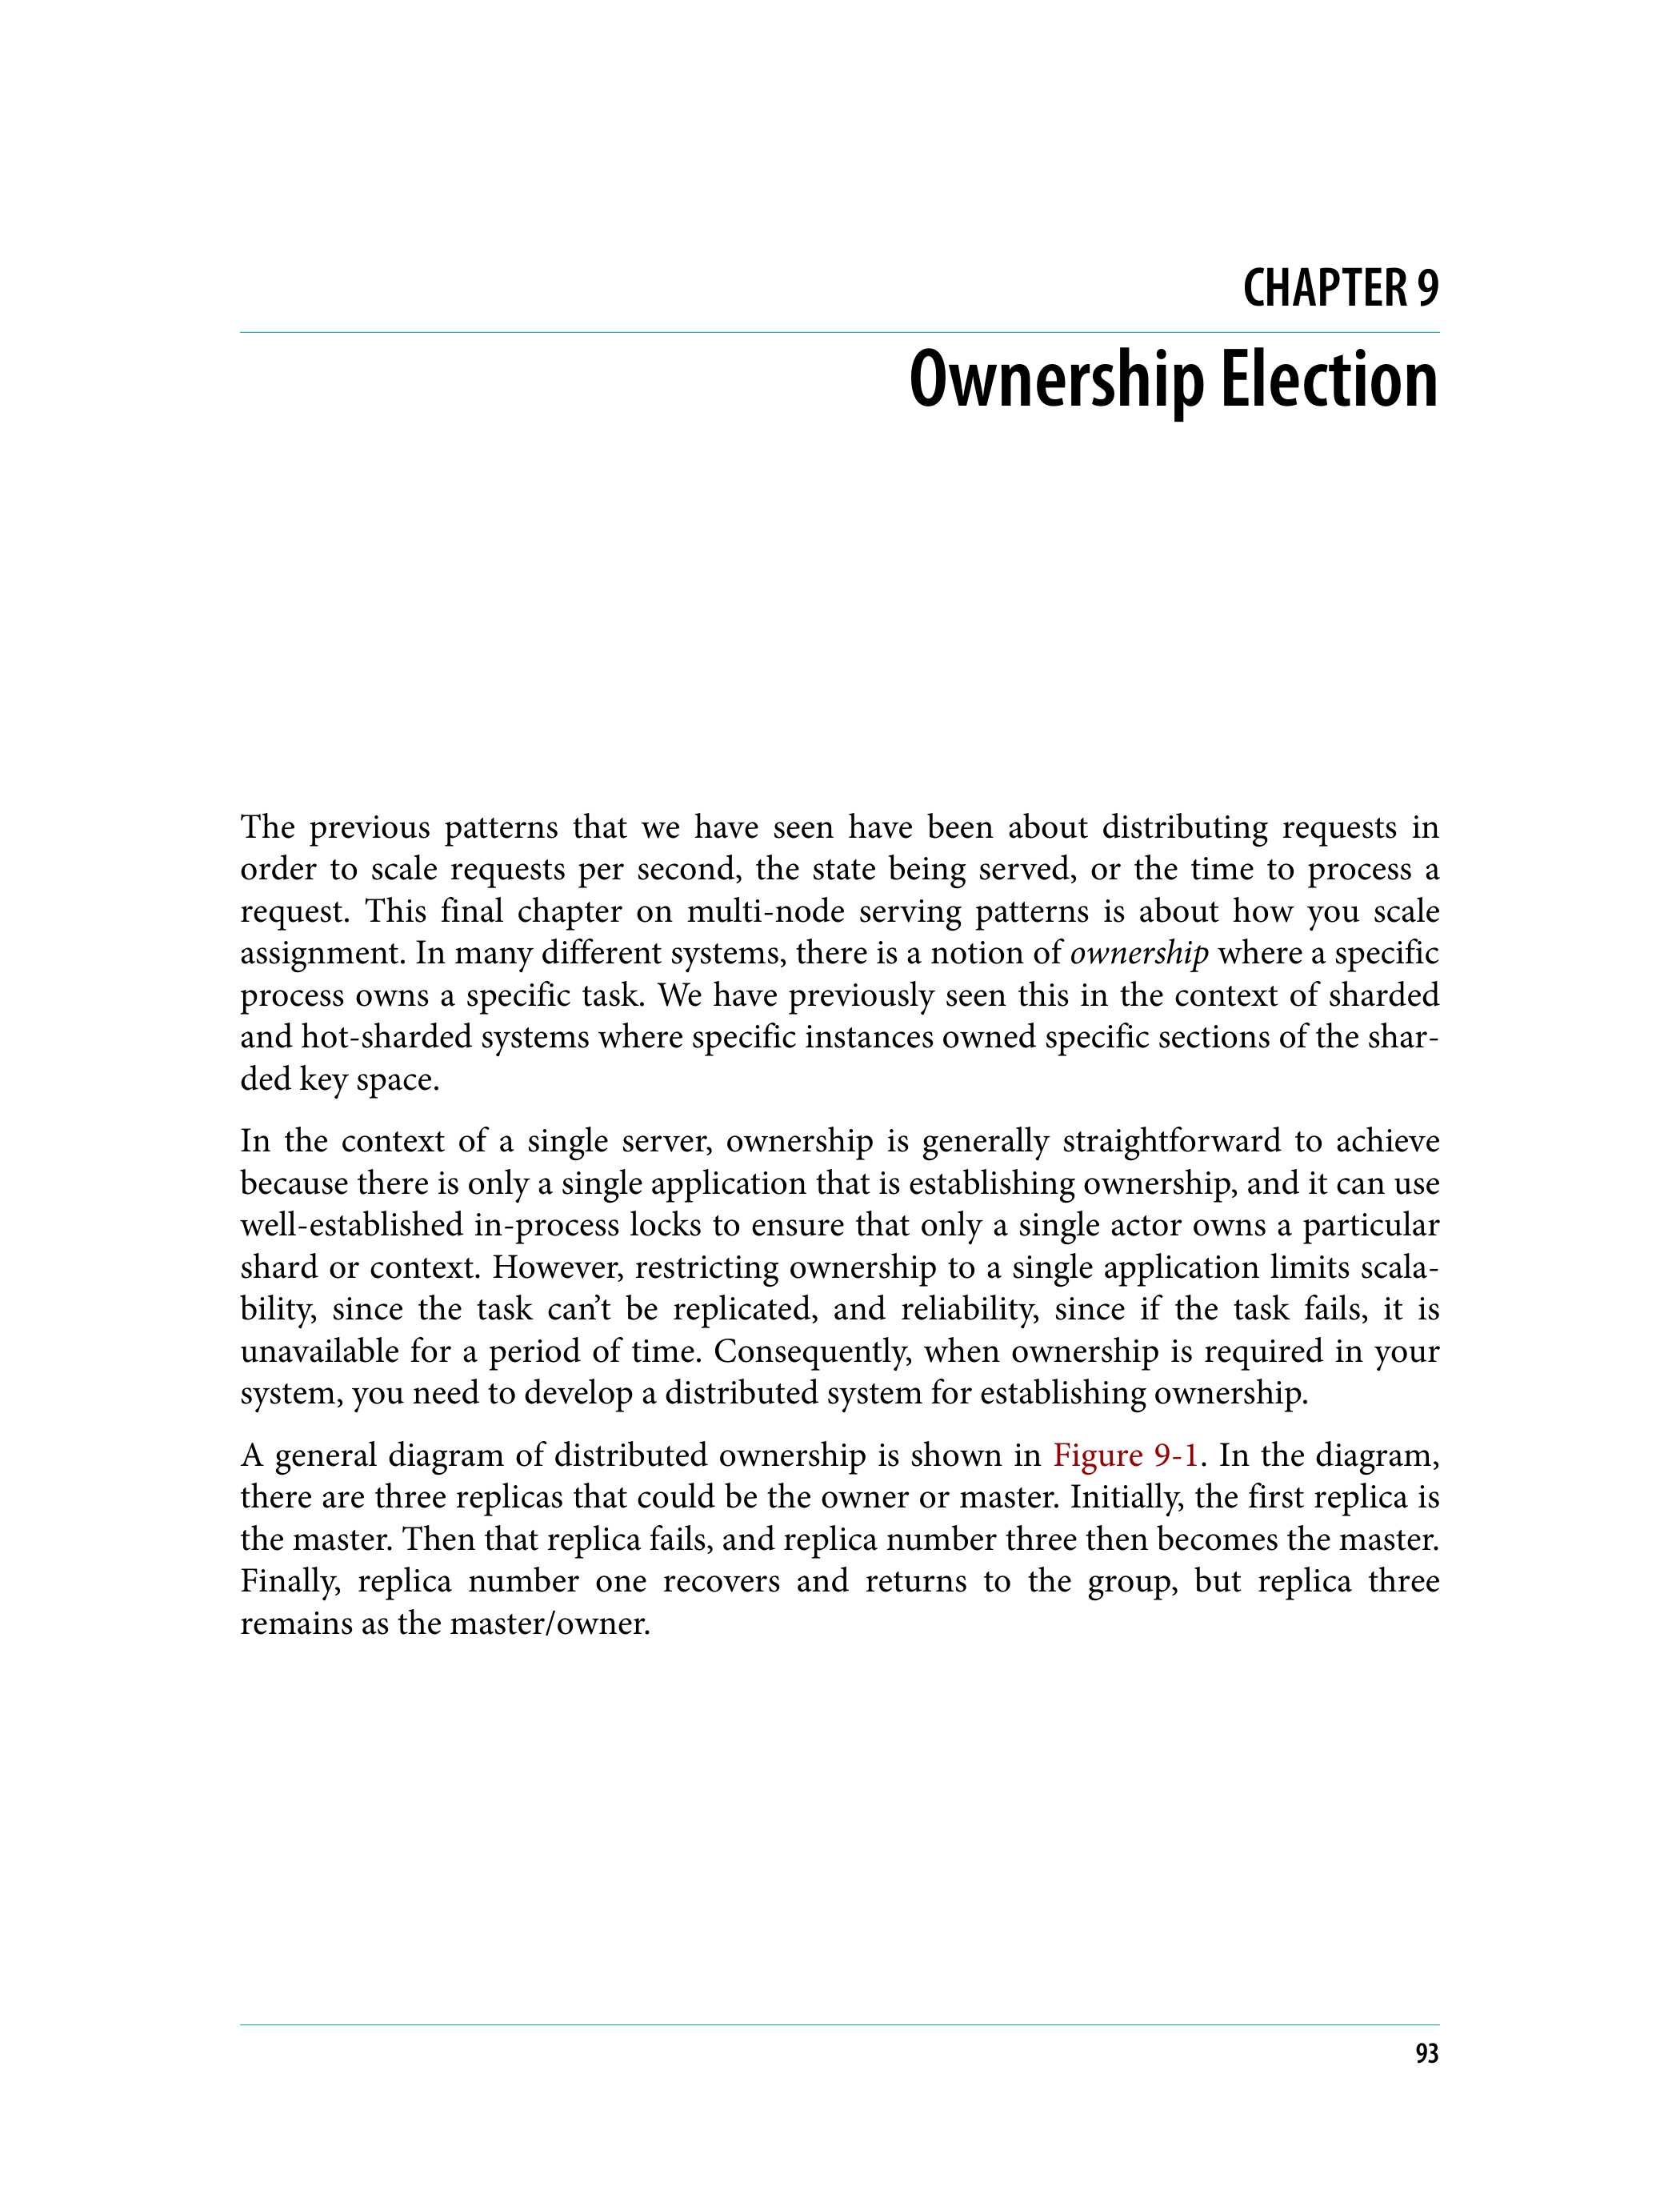 CHAPTER 9
Ownership Election
The previous patterns that we have seen have been about distributing requests in
order to scale requests per second, the state being served, or the time to process a
request. This final chapter on multi-node serving patterns is about how you scale
assignment. In many different systems, there is a notion of ownership where a specific
process owns a specific task. We have previously seen this in the context of sharded
and hot-sharded systems where specific instances owned specific sections of the shar-
ded key space.
In the context of a single server, ownership is generally straightforward to achieve
because there is only a single application that is establishing ownership, and it can use
well-established in-process locks to ensure that only a single actor owns a particular
shard or context. However, restricting ownership to a single application limits scala-
bility, since the task can’t be replicated, and reliability, since if the task fails, it is
unavailable for a period of time. Consequently, when ownership is required in your
system, you need to develop a distributed system for establishing ownership.
A general diagram of distributed ownership is shown in Figure 9-1. In the diagram,
there are three replicas that could be the owner or master. Initially, the first replica is
the master. Then that replica fails, and replica number three then becomes the master.
Finally, replica number one recovers and returns to the group, but replica three
remains as the master/owner.
93